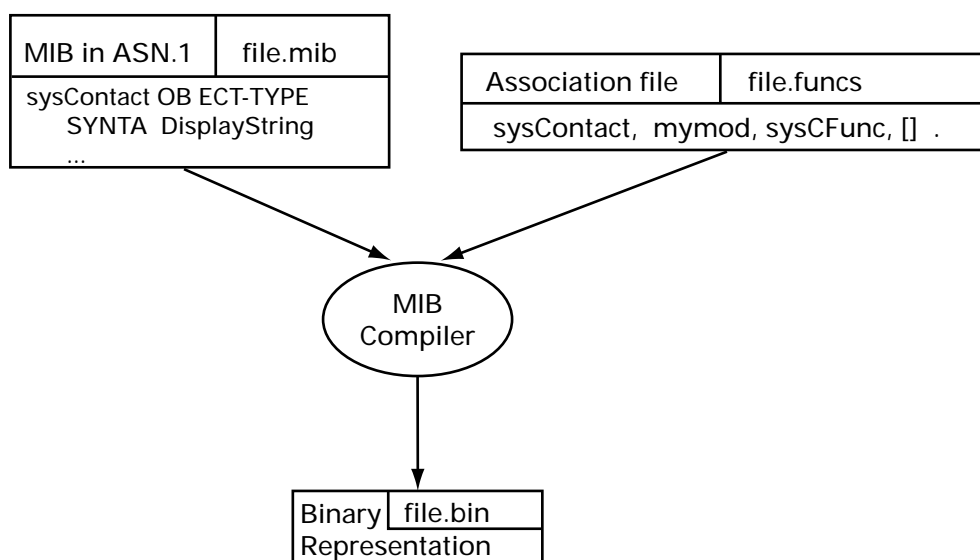 MIB in ASN.1
file.mib
sysContact OB ECT-TYPE
SYNTA DisplayString
...
Association file
file.funcs
sysContact, mymod, sysCFunc, [] .
MIB
Compiler
Binary
file.bin
Representation